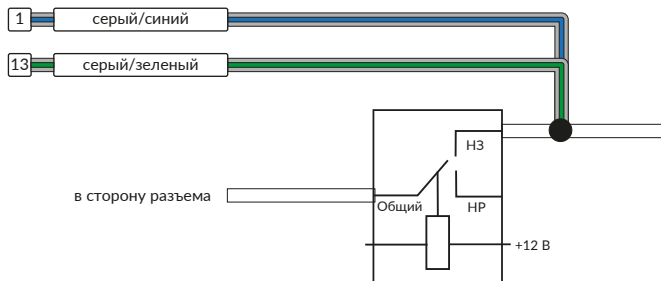 1 серый/синий
13 серый/зеленый
НЗ
в сторону разъема
Общий НР
+12 В